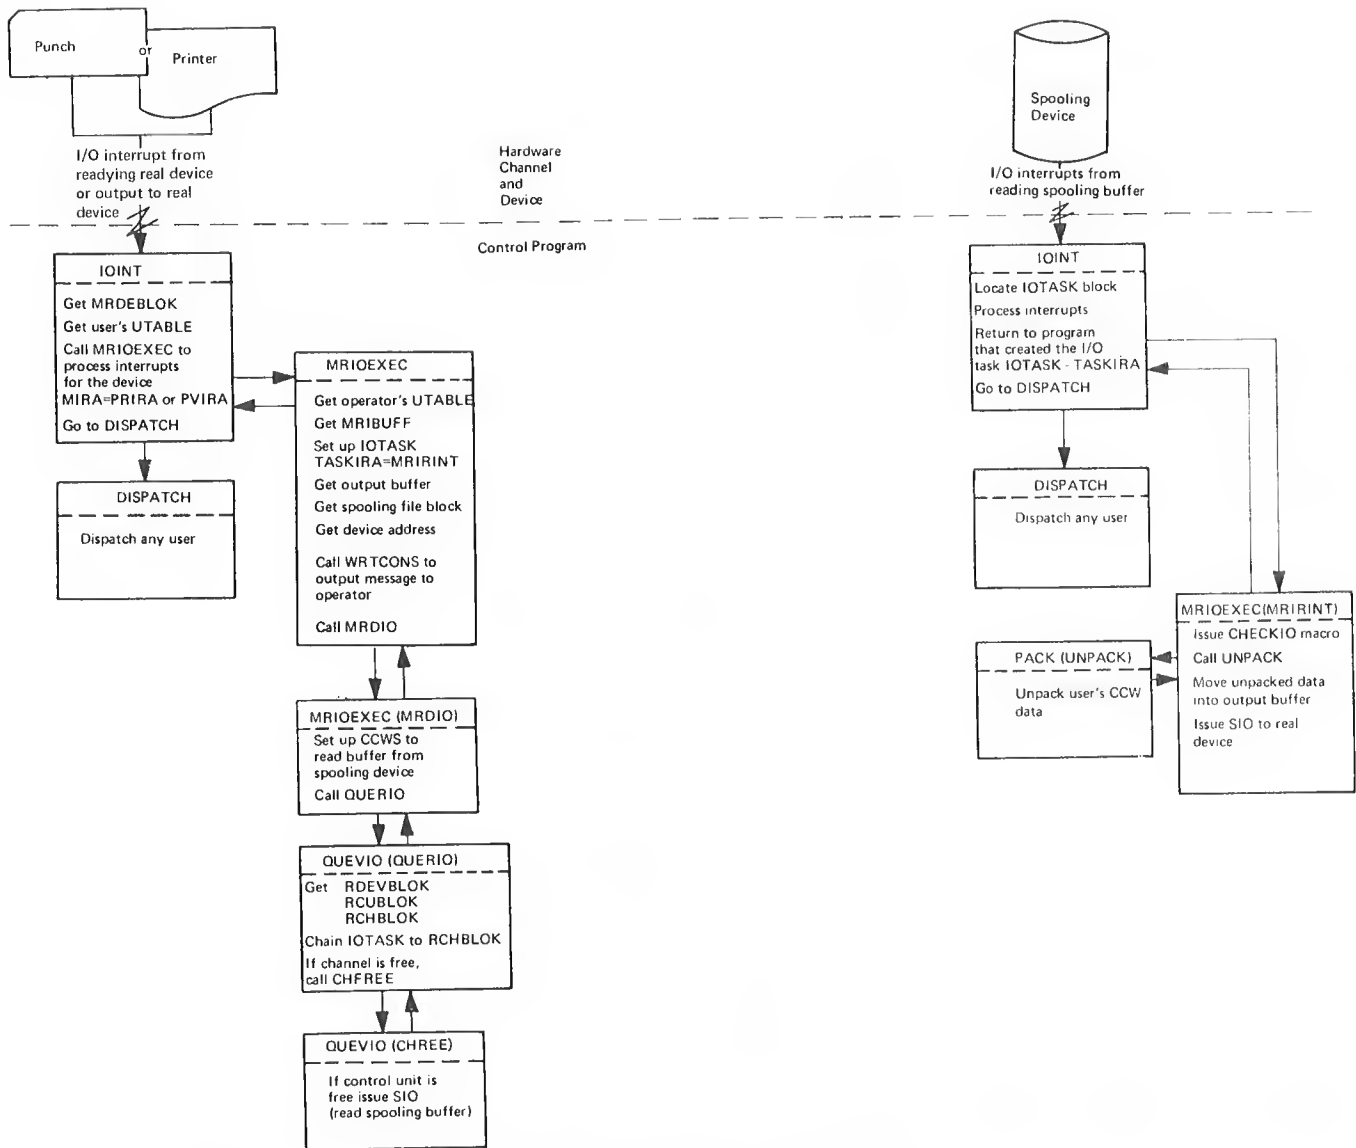 Punch
or
Printer
I/O interrupt from
readying real device
or output to real
device
Hardware
Channel
and
Device
Spooling
Device
I/O interrupts from
reading spooling buffer
Control Program
IOINT
Get MRDEBLOK
Get user's UTABLE
Call MRIOEXEC to
process interrupts
for the device
MIRA=PRIRA or PVIRA
Go to DISPATCH
DISPATCH
Dispatch any user
MRIOEXEC
Get operator's UTABLE
Get MRIBUFF
Set up IOTASK
TASKIRA=MRIRINT
Get output buffer
Get spooling file block
Get device address
Call WRTCONS to
output message to
operator
Call MRDIO
MRIOEXEC (MRDIO)
Set up CCWS to
read buffer from
spooling device
Call QUERIO
QUEVIO (QUERIO)
Get RDEVBLOK
RCUBLOK
RCHBLOK
Chain IOTASK to RCHBLOK
If channel is free,
call CHFREE
QUEVIO (CHREE)
If control unit is
free issue SIO
(read spooling buffer)
IOINT
Locate IOTASK block
Process interrupts
Return to program
that created the I/O
task IOTASK - TASKIRA
Go to DISPATCH
DISPATCH
Dispatch any user
MRIOEXEC(MRIRINT)
Issue CHECKIO macro
Call UNPACK
Move unpacked data
into output buffer
Issue SIO to real
device
PACK (UNPACK)
Unpack user's CCW
data